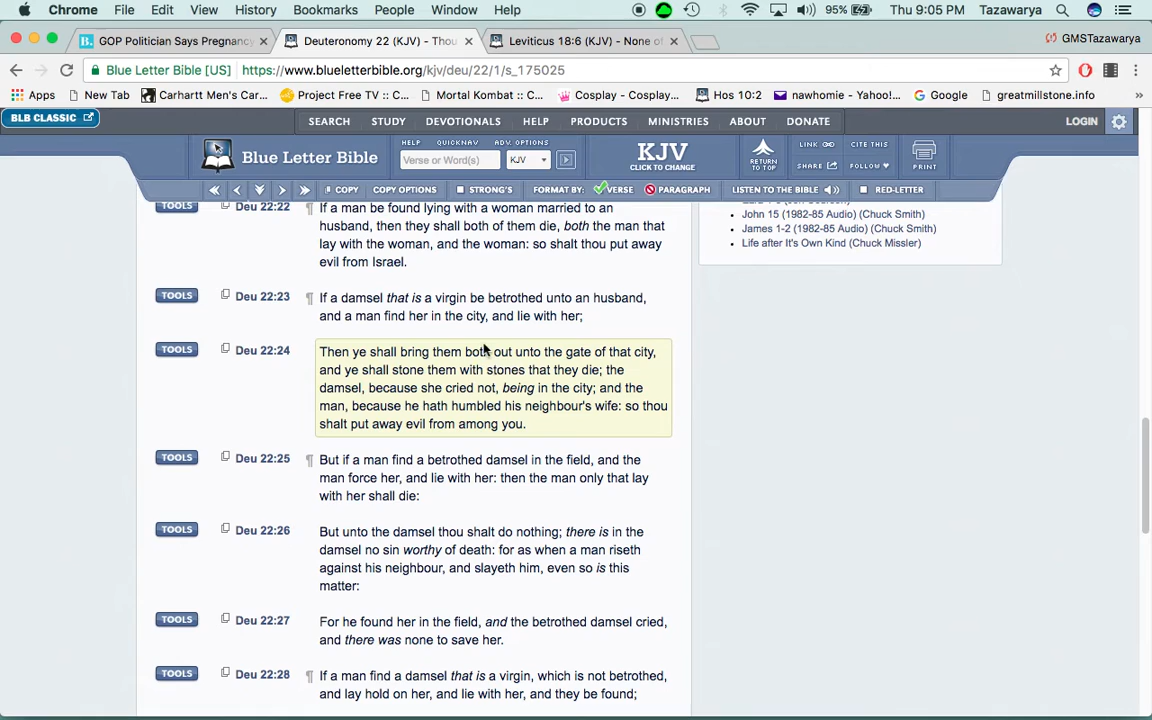 Chrome File Edit View History Bookmarks People Window Help 95% Thu 9:05 PM Tazawarya
GOP Politician Says Pregnancy
Deuteronomy 22 (KJV) - Thou
Leviticus 18:6 (KJV) - None of
GMSTazawarya
Blue Letter Bible [US] https://www.blueletterbible.org/kjv/deu/22/1/s_175025
Apps New Tab Carhartt Men's Car... Project Free TV :: C... Mortal Kombat :: C... Cosplay - Cosplay... Hos 10:2 nawhomie - Yahoo!... Google greatmillstone.info »
BLB CLASSIC
SEARCH STUDY DEVOTIONALS HELP PRODUCTS MINISTRIES ABOUT DONATE LOGIN
Blue Letter Bible
HELP QUICKNAV ADV. OPTIONS
Verse or Word(s) KJV
KJV
CLICK TO CHANGE
RETURN
TO TOP
LINK CITE THIS
SHARE FOLLOW
PRINT
COPY COPY OPTIONS STRONG'S FORMAT BY: VERSE PARAGRAPH LISTEN TO THE BIBLE RED-LETTER
TOOLS Deu 22:22 ¶ If a man be found lying with a woman married to an
husband, then they shall both of them die, both the man that
lay with the woman, and the woman: so shalt thou put away
evil from Israel.
TOOLS Deu 22:23 ¶ If a damsel that is a virgin be betrothed unto an husband,
and a man find her in the city, and lie with her;
TOOLS Deu 22:24 Then ye shall bring them both out unto the gate of that city,
and ye shall stone them with stones that they die; the
damsel, because she cried not, being in the city; and the
man, because he hath humbled his neighbour's wife: so thou
shalt put away evil from among you.
TOOLS Deu 22:25 ¶ But if a man find a betrothed damsel in the field, and the
man force her, and lie with her: then the man only that lay
with her shall die:
TOOLS Deu 22:26 But unto the damsel thou shalt do nothing; there is in the
damsel no sin worthy of death: for as when a man riseth
against his neighbour, and slayeth him, even so is this
matter:
TOOLS Deu 22:27 For he found her in the field, and the betrothed damsel cried,
and there was none to save her.
TOOLS Deu 22:28 ¶ If a man find a damsel that is a virgin, which is not betrothed,
and lay hold on her, and lie with her, and they be found;
John 15 (1982-85 Audio) (Chuck Smith)
James 1-2 (1982-85 Audio) (Chuck Smith)
Life after It's Own Kind (Chuck Missler)